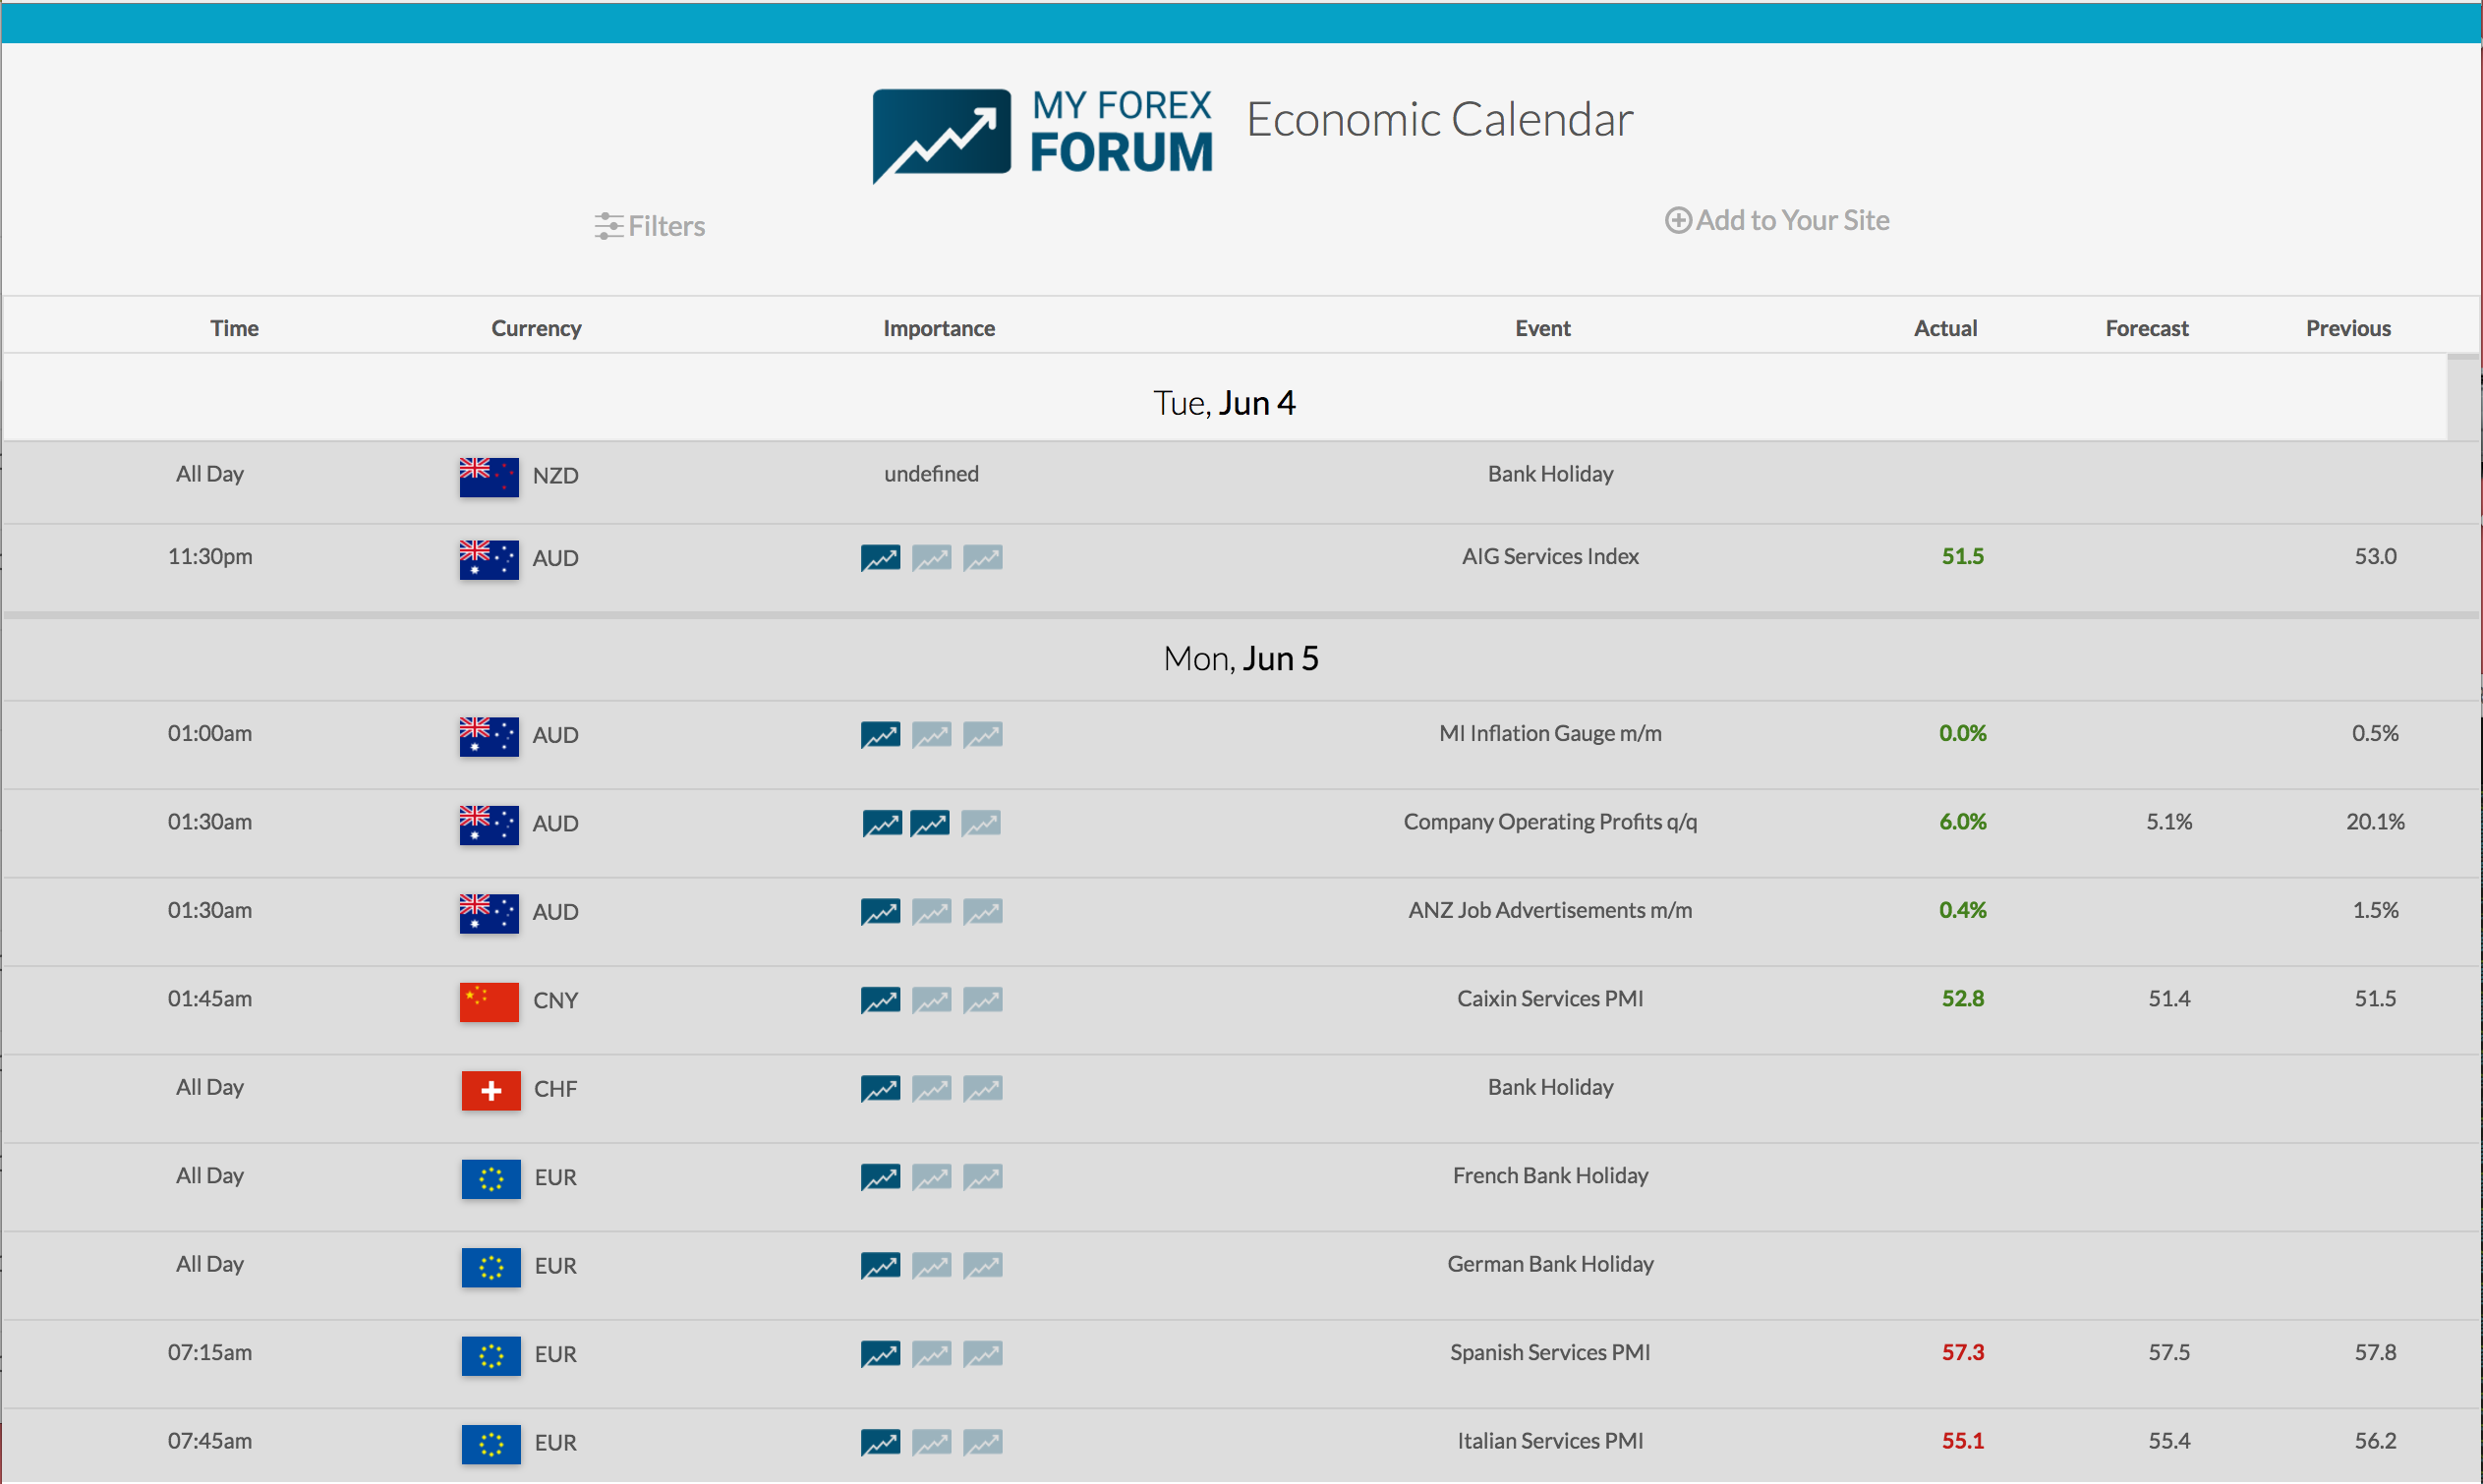 MY FOREX
FORUM
Economic Calendar
Filters
Add to Your Site
Time Currency Importance Event Actual Forecast Previous
Tue, Jun 4
All Day NZD undefined Bank Holiday
11:30pm AUD AIG Services Index 51.5 53.0
Mon, Jun 5
01:00am AUD MI Inflation Gauge m/m 0.0% 0.5%
01:30am AUD Company Operating Profits q/q 6.0% 5.1% 20.1%
01:30am AUD ANZ Job Advertisements m/m 0.4% 1.5%
01:45am CNY Caixin Services PMI 52.8 51.4 51.5
All Day CHF Bank Holiday
All Day EUR French Bank Holiday
All Day EUR German Bank Holiday
07:15am EUR Spanish Services PMI 57.3 57.5 57.8
07:45am EUR Italian Services PMI 55.1 55.4 56.2